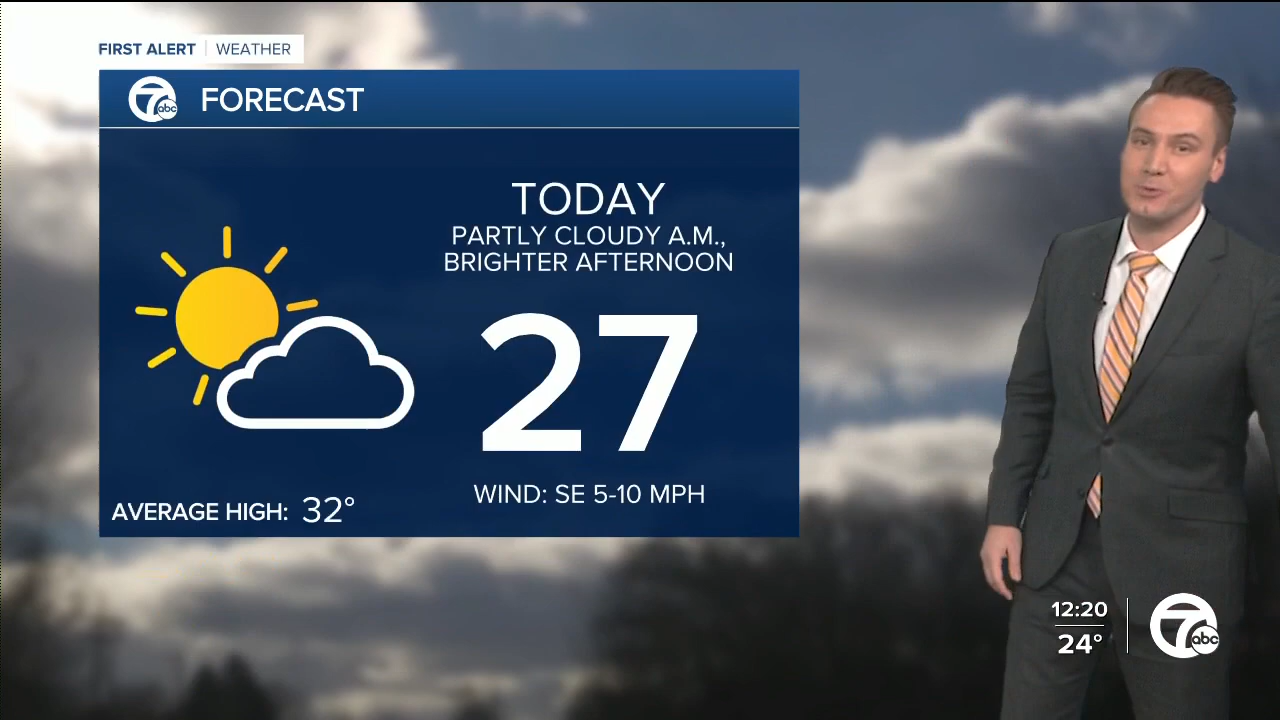 FIRST ALERT | WEATHER
7 abc FORECAST
TODAY
PARTLY CLOUDY A.M.,
BRIGHTER AFTERNOON
27
WIND: SE 5-10 MPH
AVERAGE HIGH: 32°
12:20
24°
7 abc